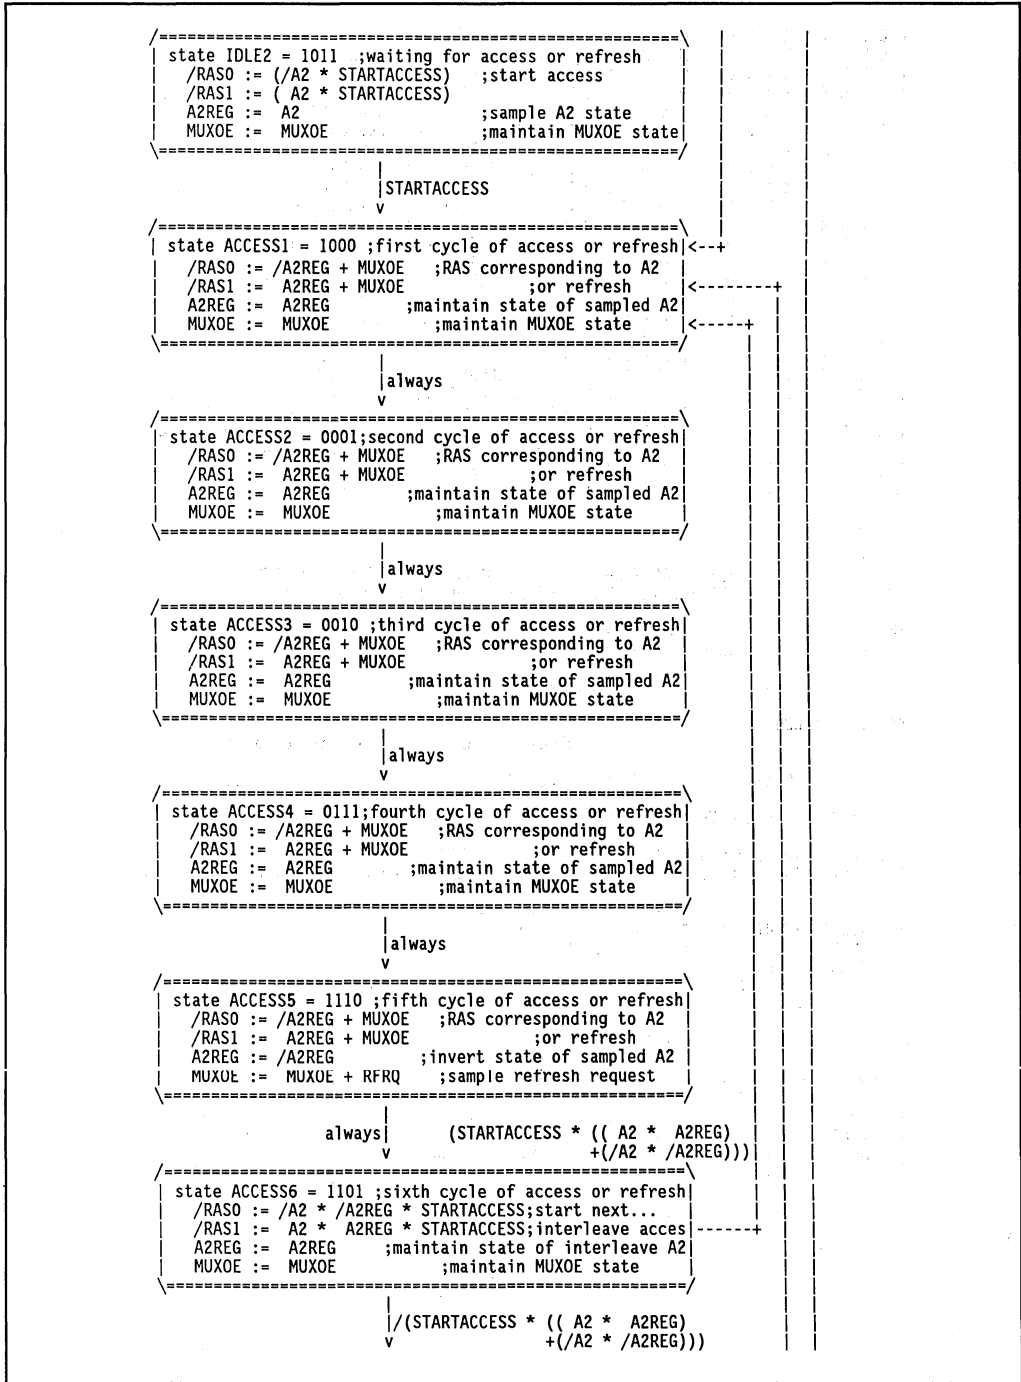 /=======================================================\
| state IDLE2 = 1011 ;waiting for access or refresh |
| /RAS0 := (/A2 * STARTACCESS) ;start access |
| /RAS1 := ( A2 * STARTACCESS) |
| A2REG := A2 ;sample A2 state |
| MUXOE := MUXOE ;maintain MUXOE state|
\=======================================================/
|STARTACCESS
v
/=======================================================\
| state ACCESS1 = 1000 ;first cycle of access or refresh|<--+
| /RAS0 := /A2REG + MUXOE ;RAS corresponding to A2 |
| /RAS1 := A2REG + MUXOE ;or refresh |<--------+
| A2REG := A2REG ;maintain state of sampled A2|
| MUXOE := MUXOE ;maintain MUXOE state |<-----+
\=======================================================/
|always
v
/=======================================================\
| state ACCESS2 = 0001;second cycle of access or refresh|
| /RAS0 := /A2REG + MUXOE ;RAS corresponding to A2 |
| /RAS1 := A2REG + MUXOE ;or refresh |
| A2REG := A2REG ;maintain state of sampled A2|
| MUXOE := MUXOE ;maintain MUXOE state |
\=======================================================/
|always
v
/=======================================================\
| state ACCESS3 = 0010 ;third cycle of access or refresh|
| /RAS0 := /A2REG + MUXOE ;RAS corresponding to A2 |
| /RAS1 := A2REG + MUXOE ;or refresh |
| A2REG := A2REG ;maintain state of sampled A2|
| MUXOE := MUXOE ;maintain MUXOE state |
\=======================================================/
|always
v
/=======================================================\
| state ACCESS4 = 0111;fourth cycle of access or refresh|
| /RAS0 := /A2REG + MUXOE ;RAS corresponding to A2 |
| /RAS1 := A2REG + MUXOE ;or refresh |
| A2REG := A2REG ;maintain state of sampled A2|
| MUXOE := MUXOE ;maintain MUXOE state |
\=======================================================/
|always
v
/=======================================================\
| state ACCESS5 = 1110 ;fifth cycle of access or refresh|
| /RAS0 := /A2REG + MUXOE ;RAS corresponding to A2 |
| /RAS1 := A2REG + MUXOE ;or refresh |
| A2REG := /A2REG ;invert state of sampled A2 |
| MUXOE := MUXOE + RFRQ ;sample refresh request |
\=======================================================/
always| (STARTACCESS * (( A2 * A2REG)
v +(/A2 * /A2REG)))|
/=======================================================\
| state ACCESS6 = 1101 ;sixth cycle of access or refresh|
| /RAS0 := /A2 * /A2REG * STARTACCESS;start next... |
| /RAS1 := A2 * A2REG * STARTACCESS;interleave acces|------+
| A2REG := A2REG ;maintain state of interleave A2|
| MUXOE := MUXOE ;maintain MUXOE state |
\=======================================================/
|/(STARTACCESS * (( A2 * A2REG)
v +(/A2 * /A2REG)))